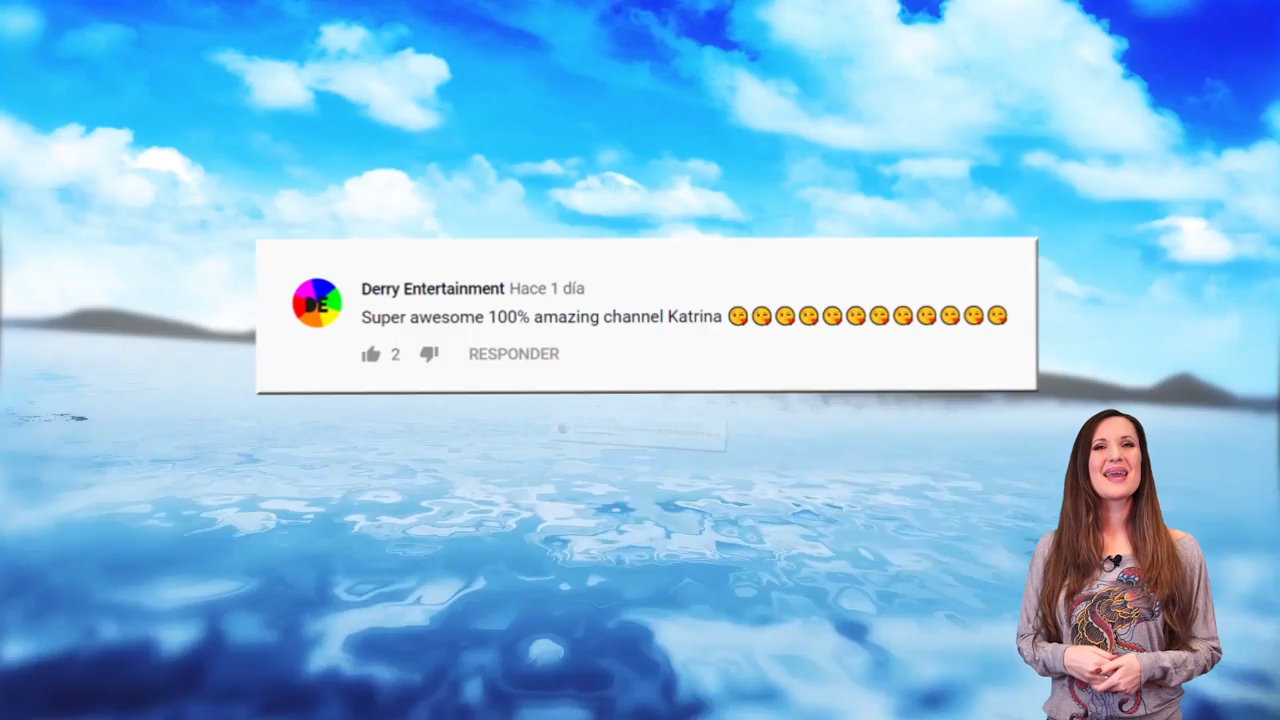 DE
Derry Entertainment Hace 1 día
Super awesome 100% amazing channel Katrina 😘😘😘😘😘😘😘😘😘😘😘😘
2 RESPONDER